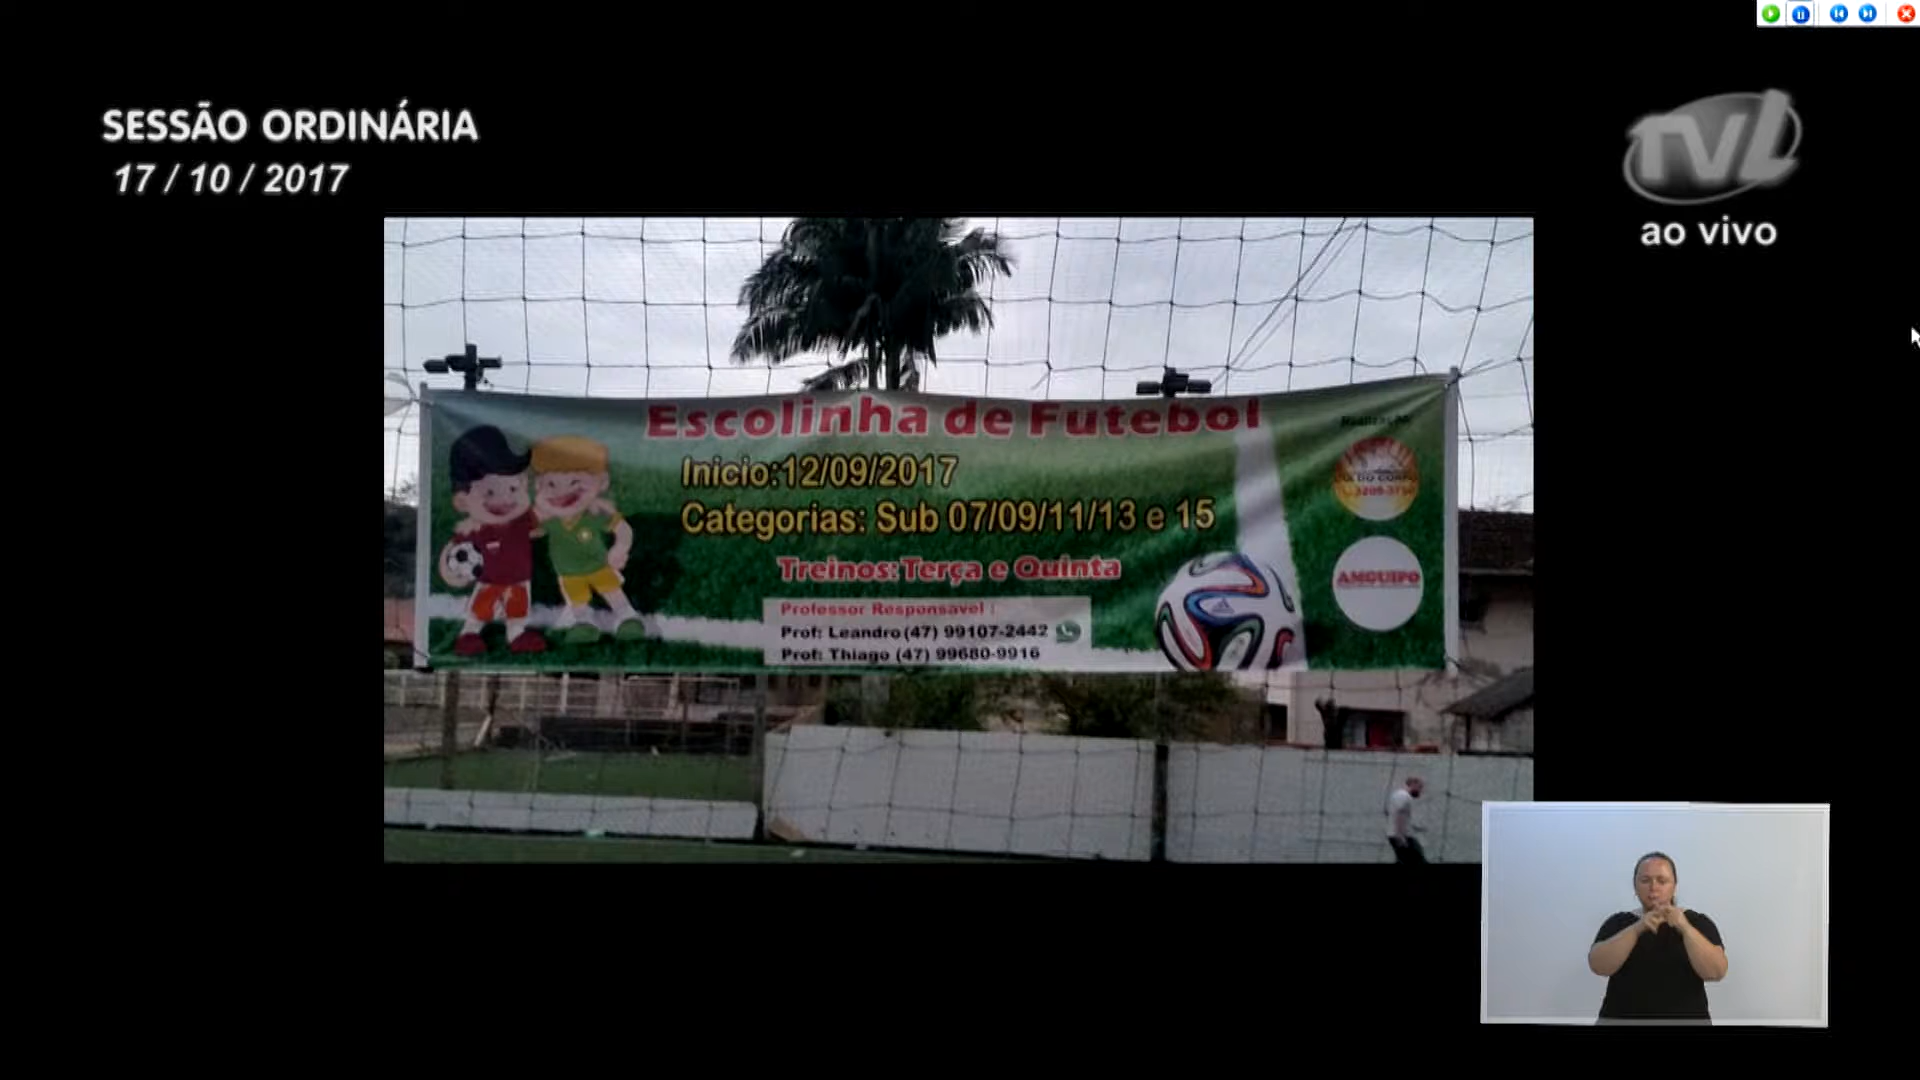 SESSÃO ORDINÁRIA
17 / 10 / 2017
TVL
ao vivo
Escolinha de Futebol
Inicio:12/09/2017
Categorias: Sub 07/09/11/13 e 15
Treinos:Terça e Quinta
Professor Responsavel :
Prof: Leandro (47) 99107-2442
Prof: Thiago (47) 99680-9916
AMGUIPO